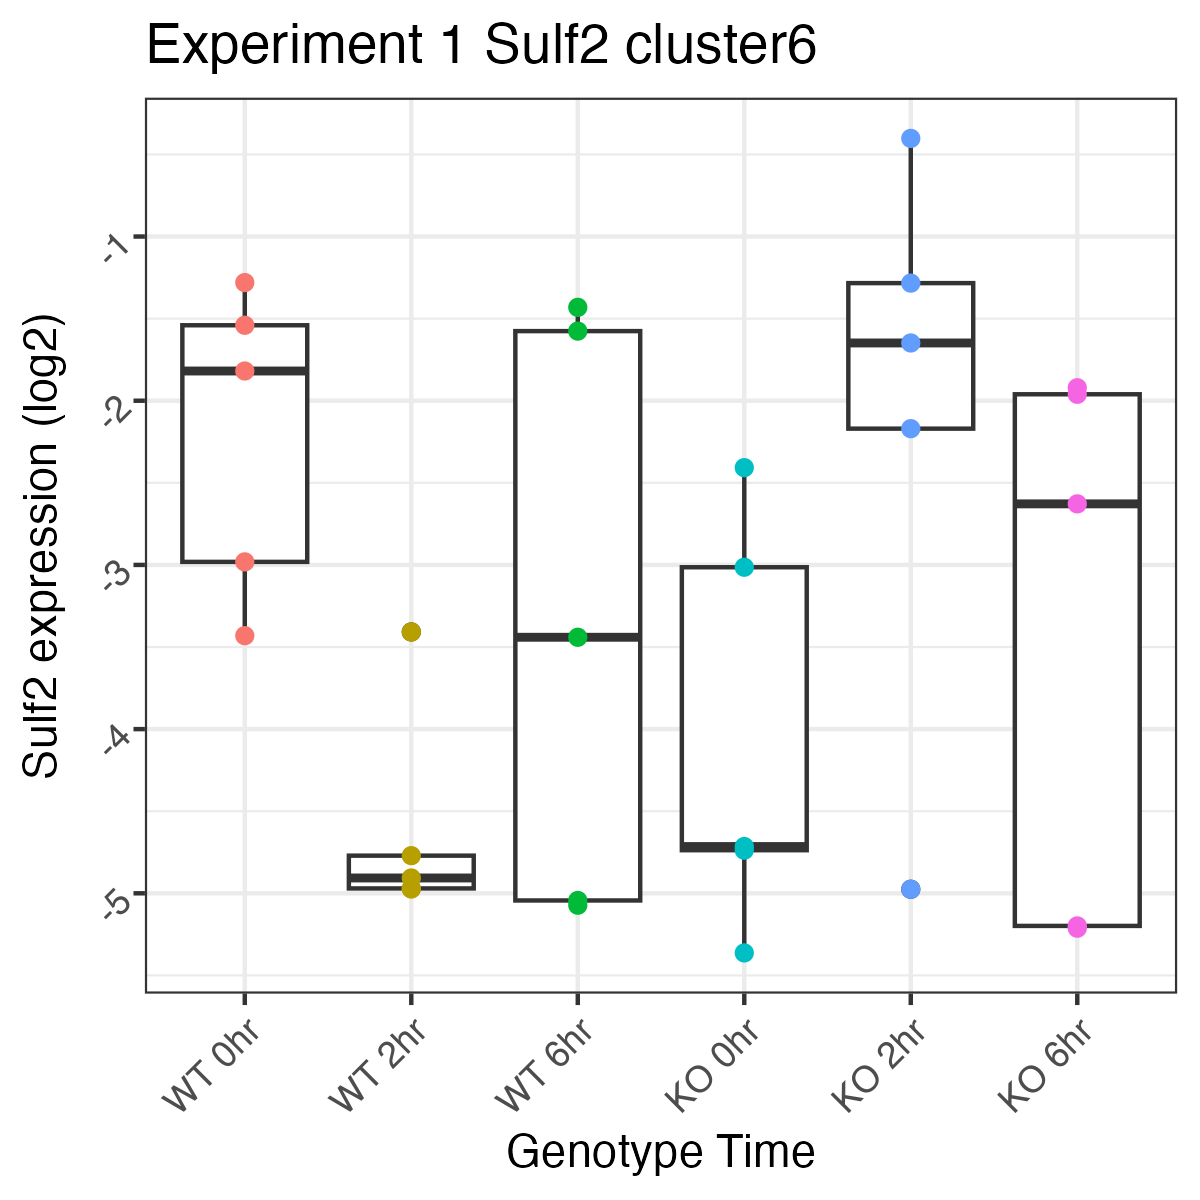 Experiment 1 Sulf2 cluster6
Sulf2 expression (log2)
-1
-2
-3
-4
-5
WT 0hr
WT 2hr
WT 6hr
KO 0hr
KO 2hr
KO 6hr
Genotype Time